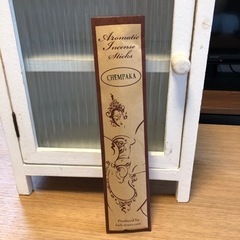 Aromatic
Incense
Sticks
CHEMPAKA
Produced by